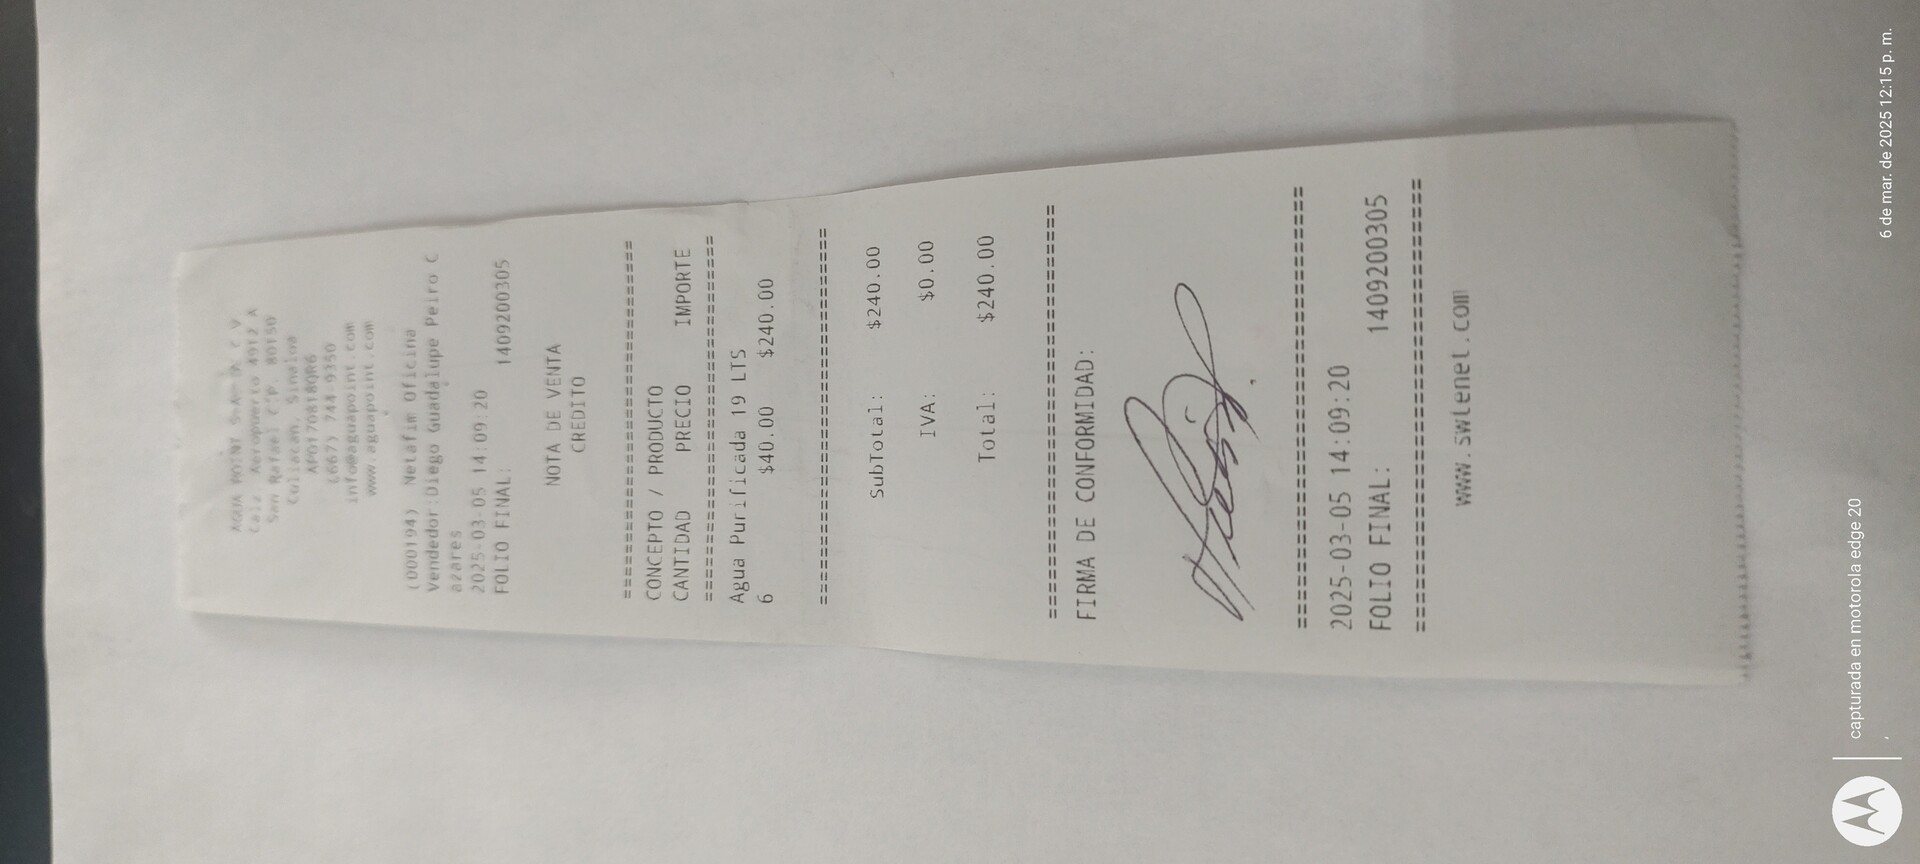 AGUA POINT S.A. DE C V
Calz. Aeropuerto 4912 A
San Rafael C.P. 80150
Culiacan, Sinaloa
(667) 744-9350
info@aguapoint.com
www.aguapoint.com
(000194) Netafim Oficina
Vendedor:Diego Guadalupe Peiro C
azares
2025-03-05 14:09:20
FOLIO FINAL: 1409200305
NOTA DE VENTA
CREDITO
==============================
CONCEPTO / PRODUCTO
CANTIDAD PRECIO IMPORTE
==============================
Agua Purificada 19 LTS
6 $40.00 $240.00
==============================
SubTotal: $240.00
IVA: $0.00
Total: $240.00
==============================
FIRMA DE CONFORMIDAD:
==============================
2025-03-05 14:09:20
FOLIO FINAL: 1409200305
==============================
www.swtenet.com
capturada en motorola edge 20
6 de mar. de 2025 12:15 p. m.